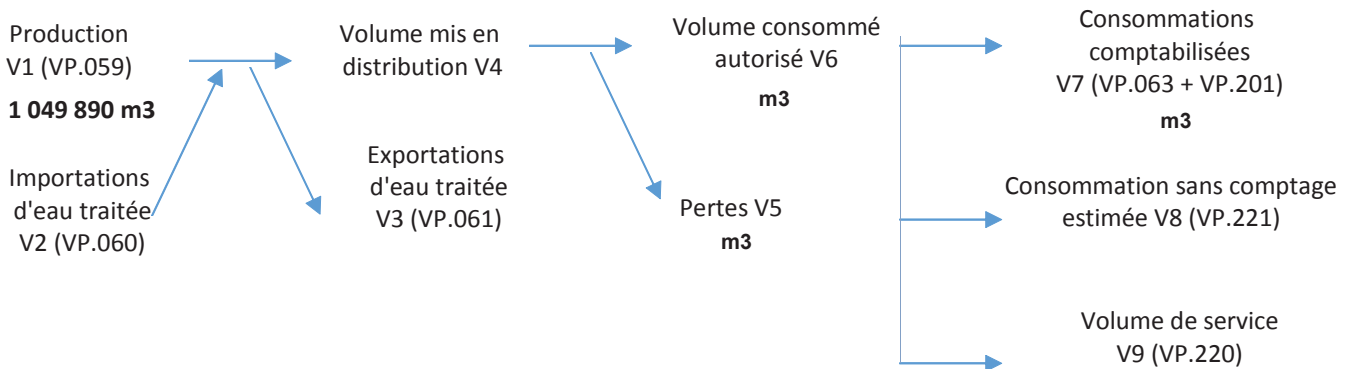 Production
V1 (VP.059)
1 049 890 m3
Importations
d'eau traitée
V2 (VP.060)
Volume mis en
distribution V4
Exportations
d'eau traitée
V3 (VP.061)
Volume consommé
autorisé V6
m3
Pertes V5
m3
Consommations
comptabilisées
V7 (VP.063 + VP.201)
m3
Consommation sans comptage
estimée V8 (VP.221)
Volume de service
V9 (VP.220)